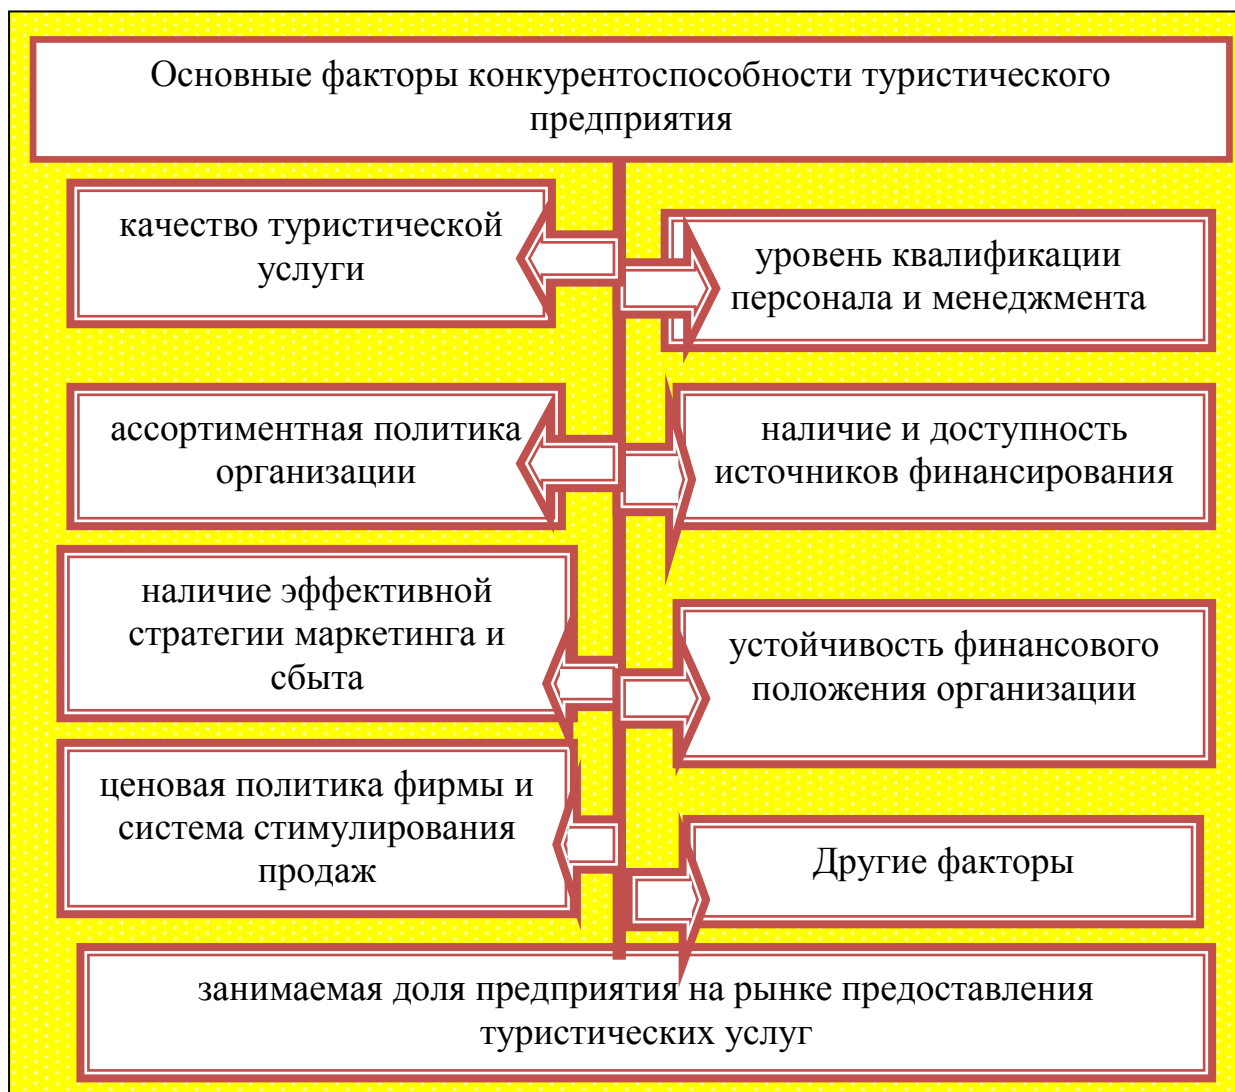 Основные факторы конкурентоспособности туристического
предприятия
качество туристической
услуги
уровень квалификации
персонала и менеджмента
ассортиментная политика
организации
наличие и доступность
источников финансирования
наличие эффективной
стратегии маркетинга и
сбыта
устойчивость финансового
положения организации
ценовая политика фирмы и
система стимулирования
продаж
Другие факторы
занимаемая доля предприятия на рынке предоставления
туристических услуг